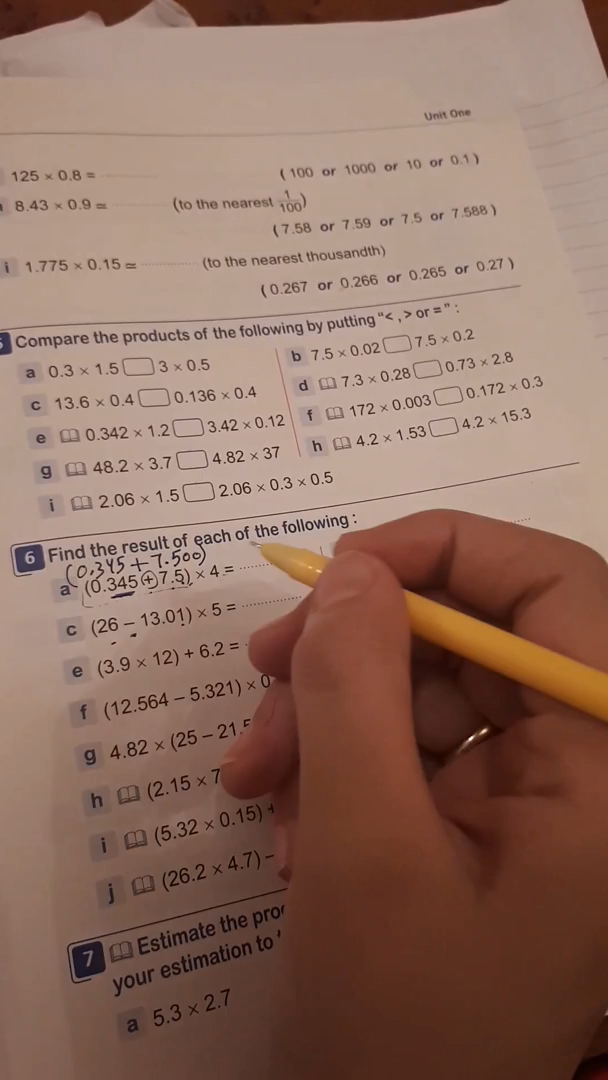 Unit One
125 × 0.8 = ............ ( 100 or 1000 or 10 or 0.1 )
8.43 × 0.9 ≃ ............ (to the nearest 1/100)
( 7.58 or 7.59 or 7.5 or 7.588 )
i 1.775 × 0.15 ≃ ............ (to the nearest thousandth)
( 0.267 or 0.266 or 0.265 or 0.27 )
Compare the products of the following by putting "< , > or = " :
a 0.3 × 1.5 □ 3 × 0.5
b 7.5 × 0.02 □ 7.5 × 0.2
c 13.6 × 0.4 □ 0.136 × 0.4
d 7.3 × 0.28 □ 0.73 × 2.8
e 0.342 × 1.2 □ 3.42 × 0.12
f 172 × 0.003 □ 0.172 × 0.3
g 48.2 × 3.7 □ 4.82 × 37
h 4.2 × 1.53 □ 4.2 × 15.3
i 2.06 × 1.5 □ 2.06 × 0.3 × 0.5
6 Find the result of each of the following :
(0.345 + 7.500)
a (0.345 + 7.5) × 4 = ............
c (26 – 13.01) × 5 = ............
e (3.9 × 12) + 6.2 =
f (12.564 – 5.321) × 0
g 4.82 × (25 – 21.5
h (2.15 × 7
i (5.32 × 0.15) +
j (26.2 × 4.7) –
7 Estimate the
your estimation to
a 5.3 × 2.7